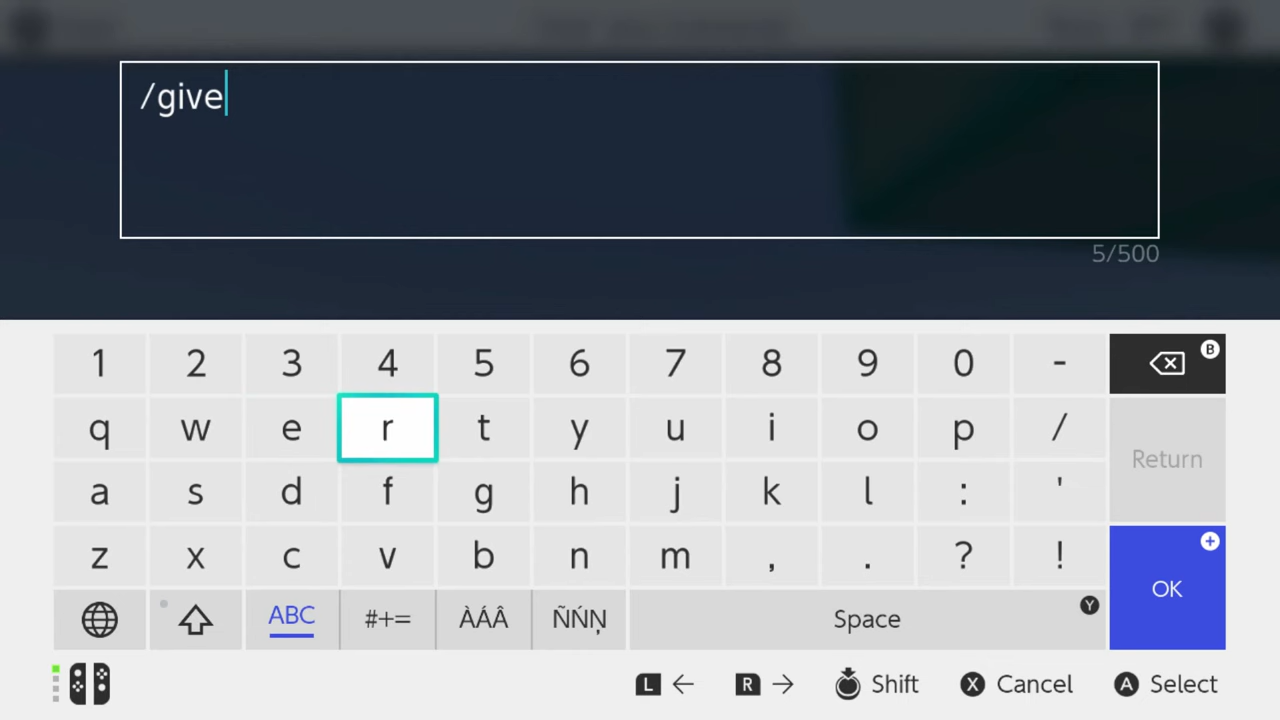 /give
5/500
1 2 3 4 5 6 7 8 9 0 -
B
q w e r t y u i o p /
Return
a s d f g h j k l : '
z x c v b n m , . ? !
+
OK
ABC #+= ÀÁÂ ÑŃŅ Space Y
L ← R → Shift X Cancel A Select